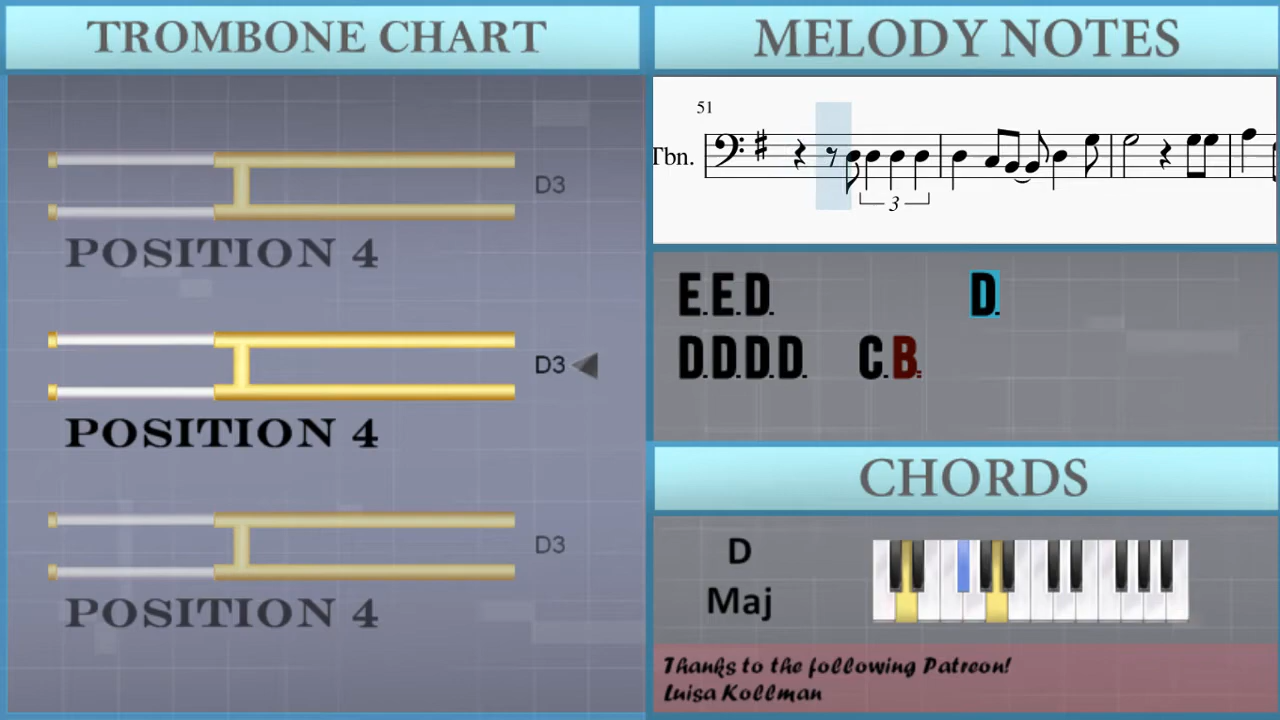 TROMBONE CHART
D3
POSITION 4
D3
POSITION 4
D3
POSITION 4
MELODY NOTES
51
Tbn.
3
E.E.D. D.
D.D.D.D. C.B.
CHORDS
D
Maj
Thanks to the following Patreon!
Luisa Kollman